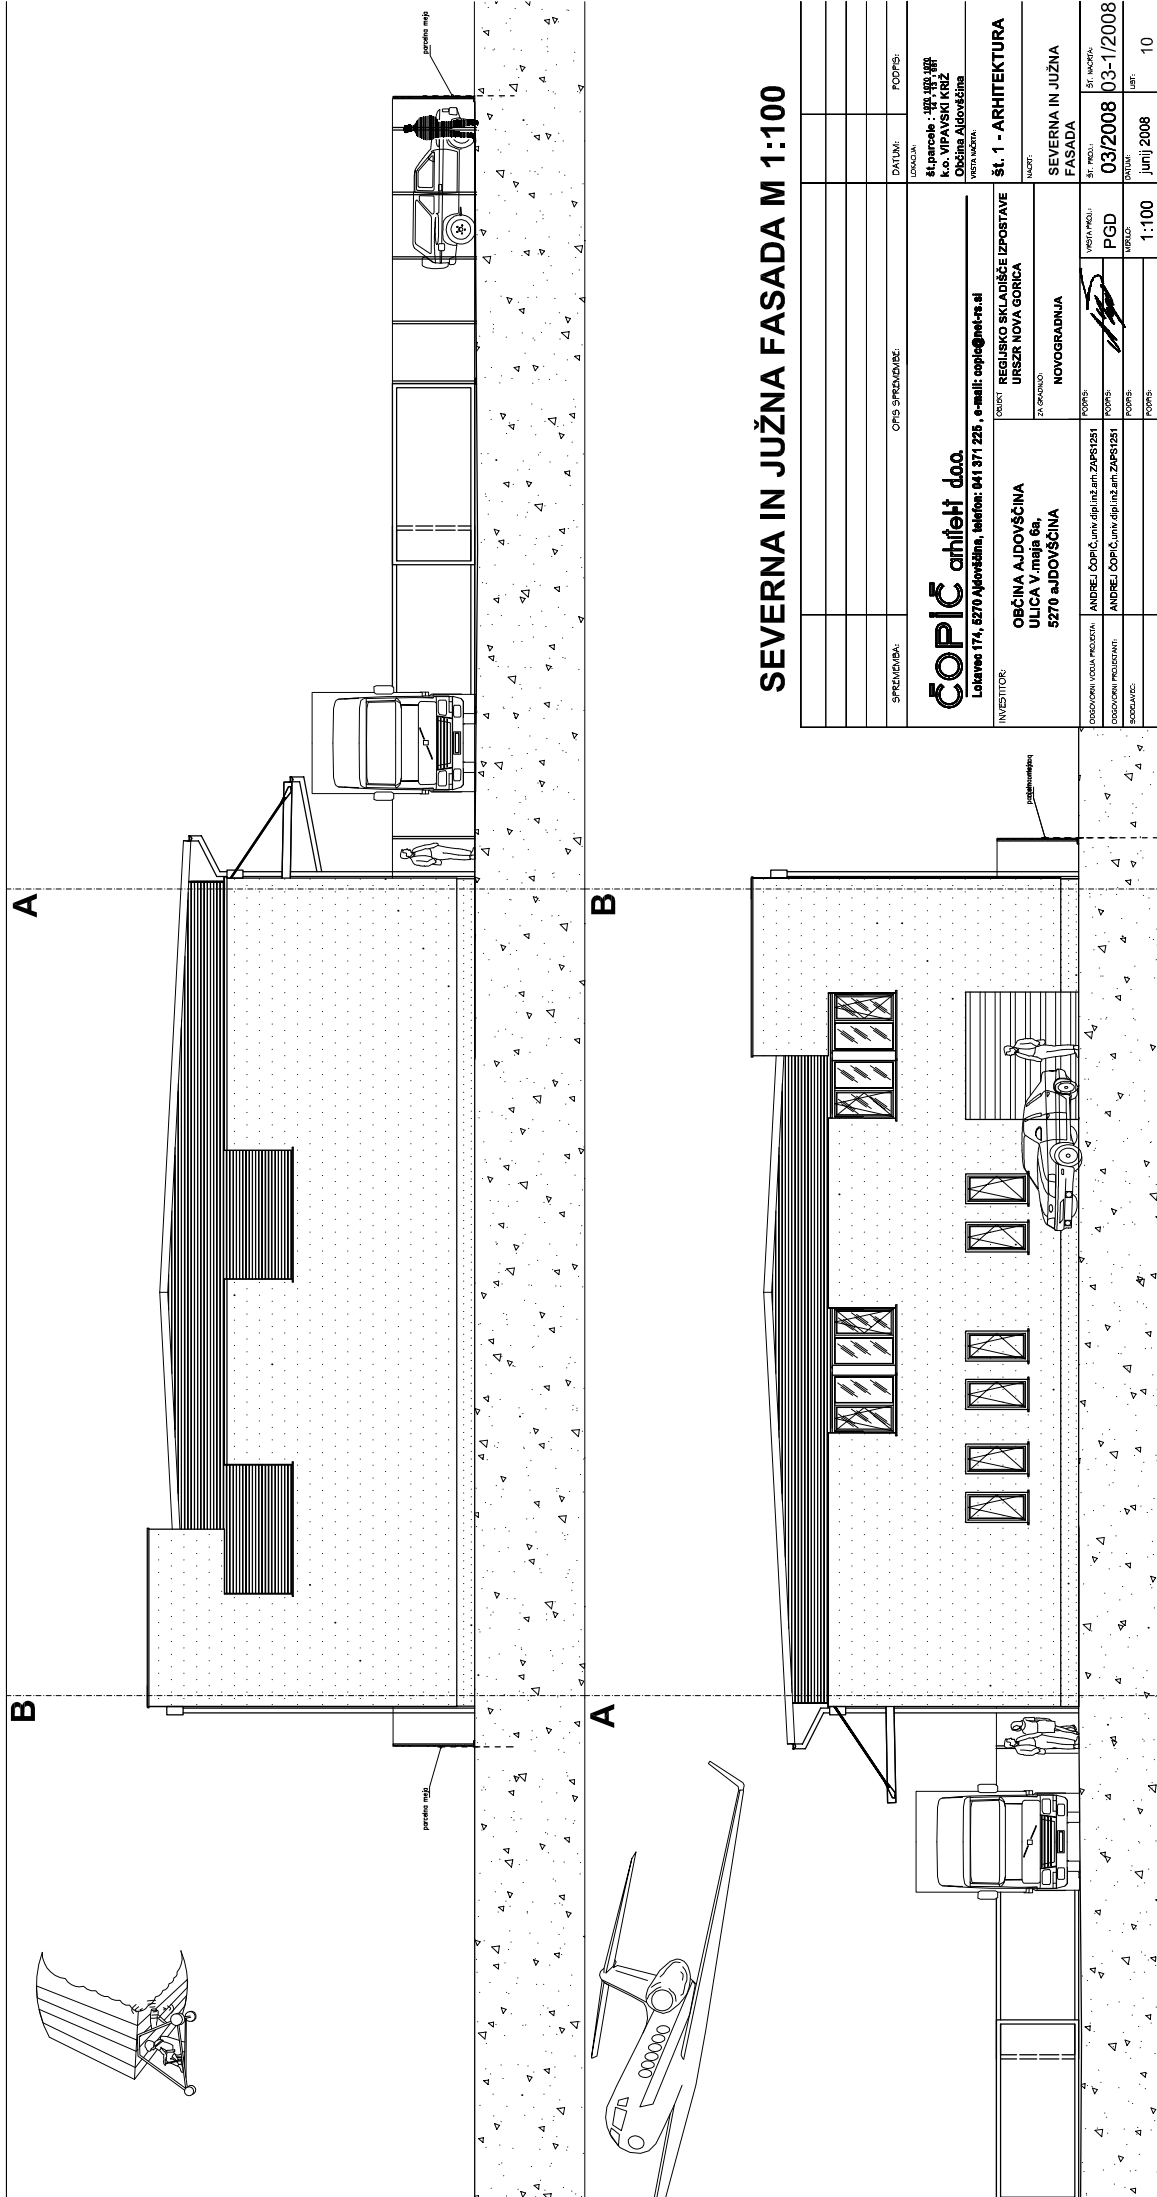 B
A
parcelna meja
parcelna meja
A
B
SEVERNA IN JUŽNA FASADA M 1:100
SPREMEMBA:
OPIS SPREMEMBE:
DATUM:
PODPIS:
ČOPIČ arhitekt d.o.o.
Lokavec 174, 5270 Ajdovščina, telefon: 041 371 225 , e-mail: copic@net-rs.si
LOKACIJA:
št.parcele :
k.o. VIPAVSKI KRIŽ
Občina Ajdovščina
INVESTITOR:
OBČINA AJDOVŠČINA
ULICA V.maja 6a,
5270 aJDOVŠČINA
OBJEKT
REGIJSKO SKLADIŠČE IZPOSTAVE
URSZR NOVA GORICA
ZA GRADNJO:
NOVOGRADNJA
VRSTA NAČRTA:
št. 1 - ARHITEKTURA
NAČRT:
SEVERNA IN JUŽNA
FASADA
ODGOVORNI VODJA PROJEKTA:
ANDREJ ČOPIČ,univ.dipl.inž.arh.ZAPS1251
PODPIS:
ODGOVORNI PROJEKTANT:
ANDREJ ČOPIČ,univ.dipl.inž.arh.ZAPS1251
PODPIS:
SODELAVEC:
PODPIS:
PODPIS:
VRSTA PROJ.:
PGD
ŠT. PROJ.:
03/2008
ŠT. NAČRTA:
03-1/2008
MERILO:
1:100
DATUM:
junij 2008
LIST:
10